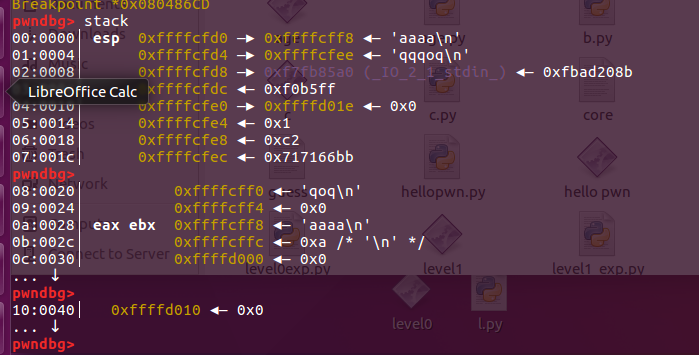 Breakpoint *0x080486CD
pwndbg> stack
00:0000│ esp 0xffffcfd0 —▸ 0xffffcff8 ◂— 'aaaa\n'
01:0004│ 0xffffcfd4 —▸ 0xffffcfee ◂— 'qqqoq\n'
02:0008│ 0xffffcfd8 —▸ 0xf7fb85a0 (_IO_2_1_stdin_) ◂— 0xfbad208b
ffffcfdc ◂— 0xf0b5ff
LibreOffice Calc
04:0010│ 0xffffcfe0 —▸ 0xffffd01e ◂— 0x0
05:0014│ 0xffffcfe4 ◂— 0x1
06:0018│ 0xffffcfe8 ◂— 0xc2
07:001c│ 0xffffcfec ◂— 0x717166bb
pwndbg>
08:0020│ 0xffffcff0 ◂— 'qoq\n'
09:0024│ 0xffffcff4 ◂— 0x0
0a:0028│ eax ebx 0xffffcff8 ◂— 'aaaa\n'
0b:002c│ 0xffffcffc ◂— 0xa /* '\n' */
0c:0030│ 0xffffd000 ◂— 0x0
... ↓
pwndbg>
10:0040│ 0xffffd010 ◂— 0x0
... ↓
pwndbg>
b.py
c.py
core
hellopwn.py
hello pwn
level0exp.py
level1
level1_exp.py
Connect to Server
level0
l.py